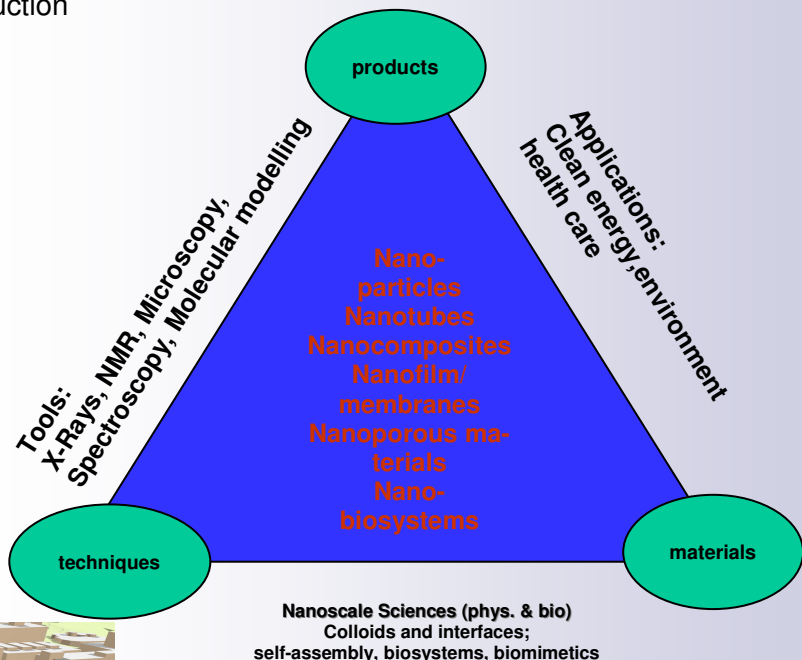 products
Tools:
X-Rays, NMR, Microscopy,
Spectroscopy, Molecular modelling
Applications:
Clean energy,environment
health care
Nano-
particles
Nanotubes
Nanocomposites
Nanofilm/
membranes
Nanoporous ma-
terials
Nano-
biosystems
techniques
materials
Nanoscale Sciences (phys. & bio)
Colloids and interfaces;
self-assembly, biosystems, biomimetics